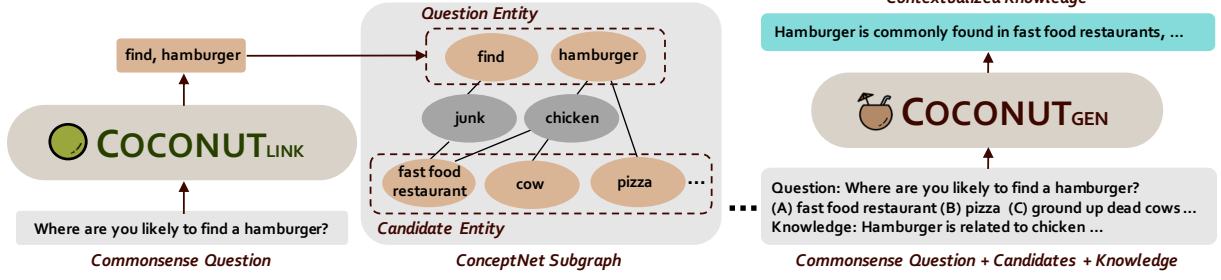 find, hamburger
COCONUTLINK
Where are you likely to find a hamburger?
Commonsense Question
Question Entity
find
hamburger
junk
chicken
fast food
restaurant
cow
pizza
...
Candidate Entity
ConceptNet Subgraph
...
Contextualized Knowledge
Hamburger is commonly found in fast food restaurants, ...
COCONUTGEN
Question: Where are you likely to find a hamburger?
(A) fast food restaurant (B) pizza (C) ground up dead cows ...
Knowledge: Hamburger is related to chicken ...
Commonsense Question + Candidates + Knowledge